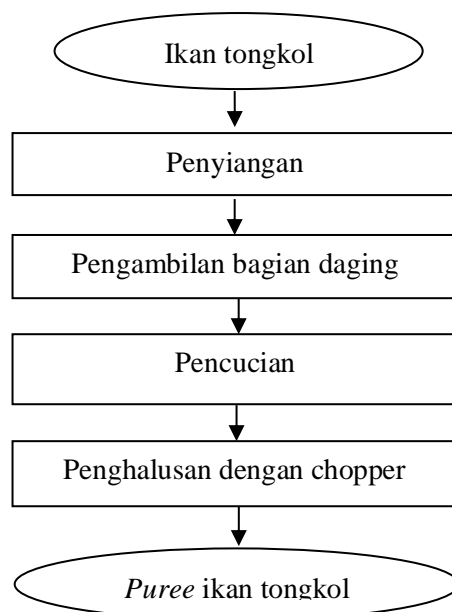 Ikan tongkol
Penyiangan
Pengambilan bagian daging
Pencucian
Penghalusan dengan chopper
Puree ikan tongkol